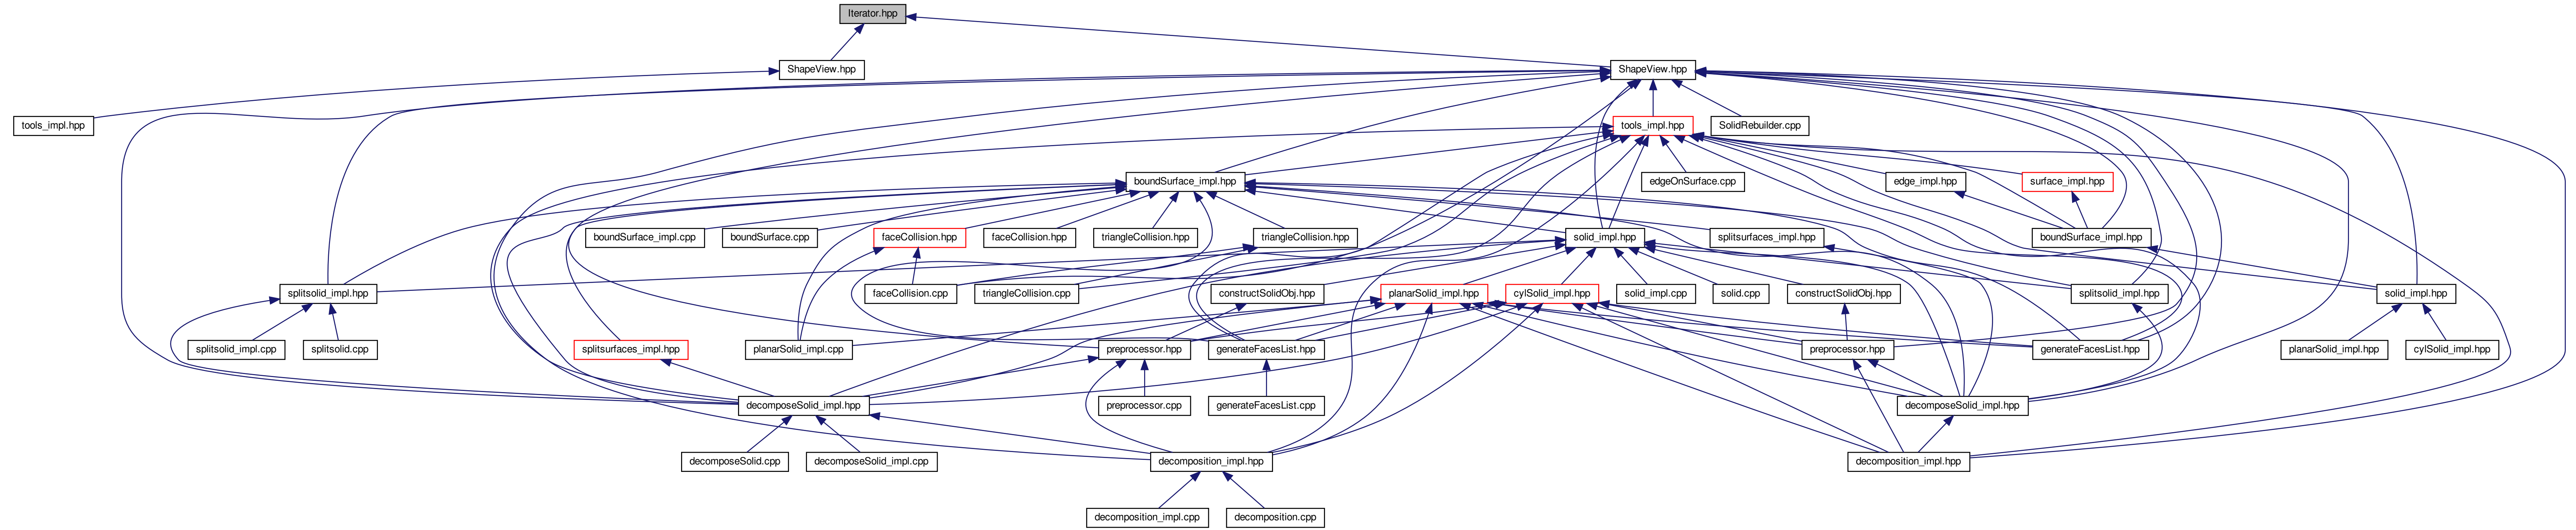 Iterator.hpp
ShapeView.hpp
ShapeView.hpp
tools_impl.hpp
tools_impl.hpp
SolidRebuilder.cpp
boundSurface_impl.hpp
edgeOnSurface.cpp
edge_impl.hpp
surface_impl.hpp
boundSurface_impl.cpp
boundSurface.cpp
faceCollision.hpp
faceCollision.hpp
triangleCollision.hpp
triangleCollision.hpp
solid_impl.hpp
splitsurfaces_impl.hpp
boundSurface_impl.hpp
splitsolid_impl.hpp
faceCollision.cpp
triangleCollision.cpp
constructSolidObj.hpp
planarSolid_impl.hpp
cylSolid_impl.hpp
solid_impl.cpp
solid.cpp
constructSolidObj.hpp
splitsolid_impl.hpp
solid_impl.hpp
splitsolid_impl.cpp
splitsolid.cpp
splitsurfaces_impl.hpp
planarSolid_impl.cpp
preprocessor.hpp
generateFacesList.hpp
preprocessor.hpp
generateFacesList.hpp
planarSolid_impl.hpp
cylSolid_impl.hpp
decomposeSolid_impl.hpp
preprocessor.cpp
generateFacesList.cpp
decomposeSolid_impl.hpp
decomposeSolid.cpp
decomposeSolid_impl.cpp
decomposition_impl.hpp
decomposition_impl.hpp
decomposition_impl.cpp
decomposition.cpp